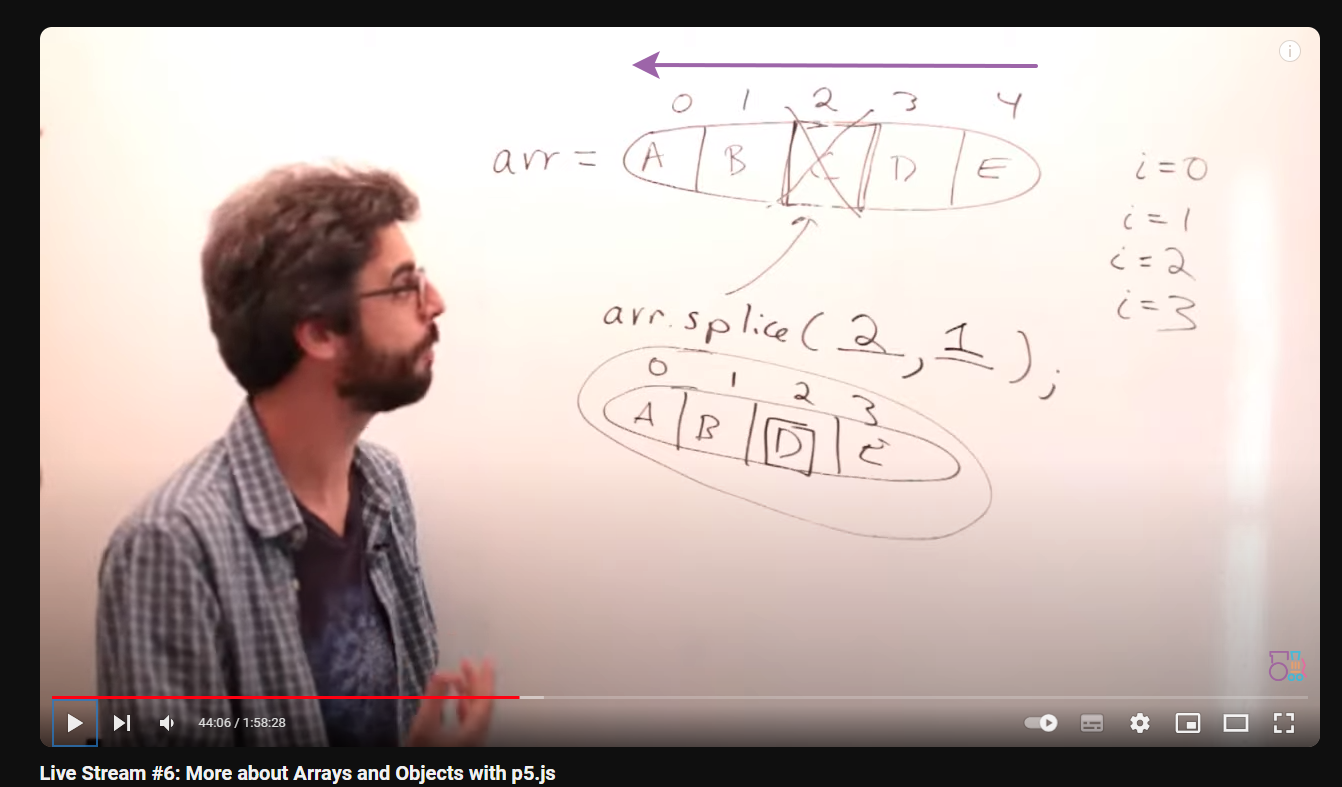 0 1 2 3 4
arr = A B C D E
i=0
i=1
i=2
i=3
arr.splice(2,1);
0 1 2 3
A B D E
44:06 / 1:58:28
Live Stream #6: More about Arrays and Objects with p5.js